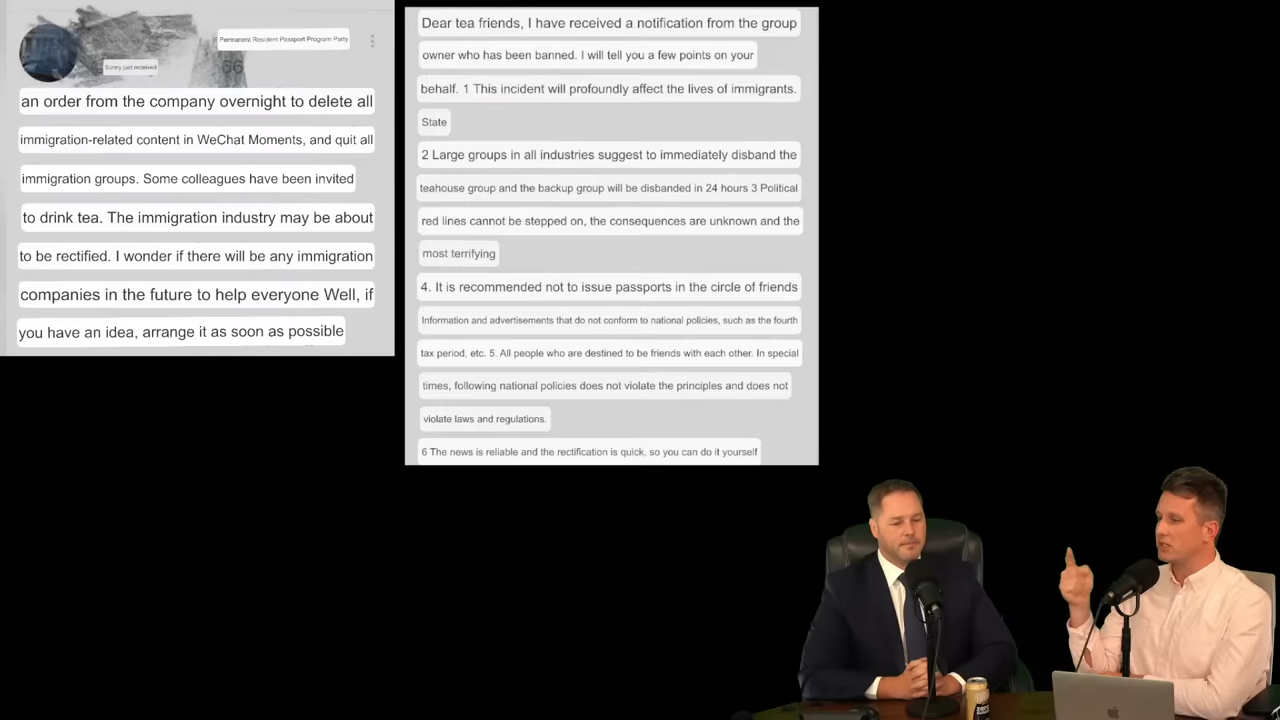 Permanent Resident Passport Program Party
Sunny just received
66
an order from the company overnight to delete all
immigration-related content in WeChat Moments, and quit all
immigration groups. Some colleagues have been invited
to drink tea. The immigration industry may be about
to be rectified. I wonder if there will be any immigration
companies in the future to help everyone Well, if
you have an idea, arrange it as soon as possible
Dear tea friends, I have received a notification from the group
owner who has been banned. I will tell you a few points on your
behalf. 1 This incident will profoundly affect the lives of immigrants.
State
2 Large groups in all industries suggest to immediately disband the
teahouse group and the backup group will be disbanded in 24 hours 3 Political
red lines cannot be stepped on, the consequences are unknown and the
most terrifying
4. It is recommended not to issue passports in the circle of friends
Information and advertisements that do not conform to national policies, such as the fourth
tax period, etc. 5. All people who are destined to be friends with each other. In special
times, following national policies does not violate the principles and does not
violate laws and regulations.
6 The news is reliable and the rectification is quick, so you can do it yourself